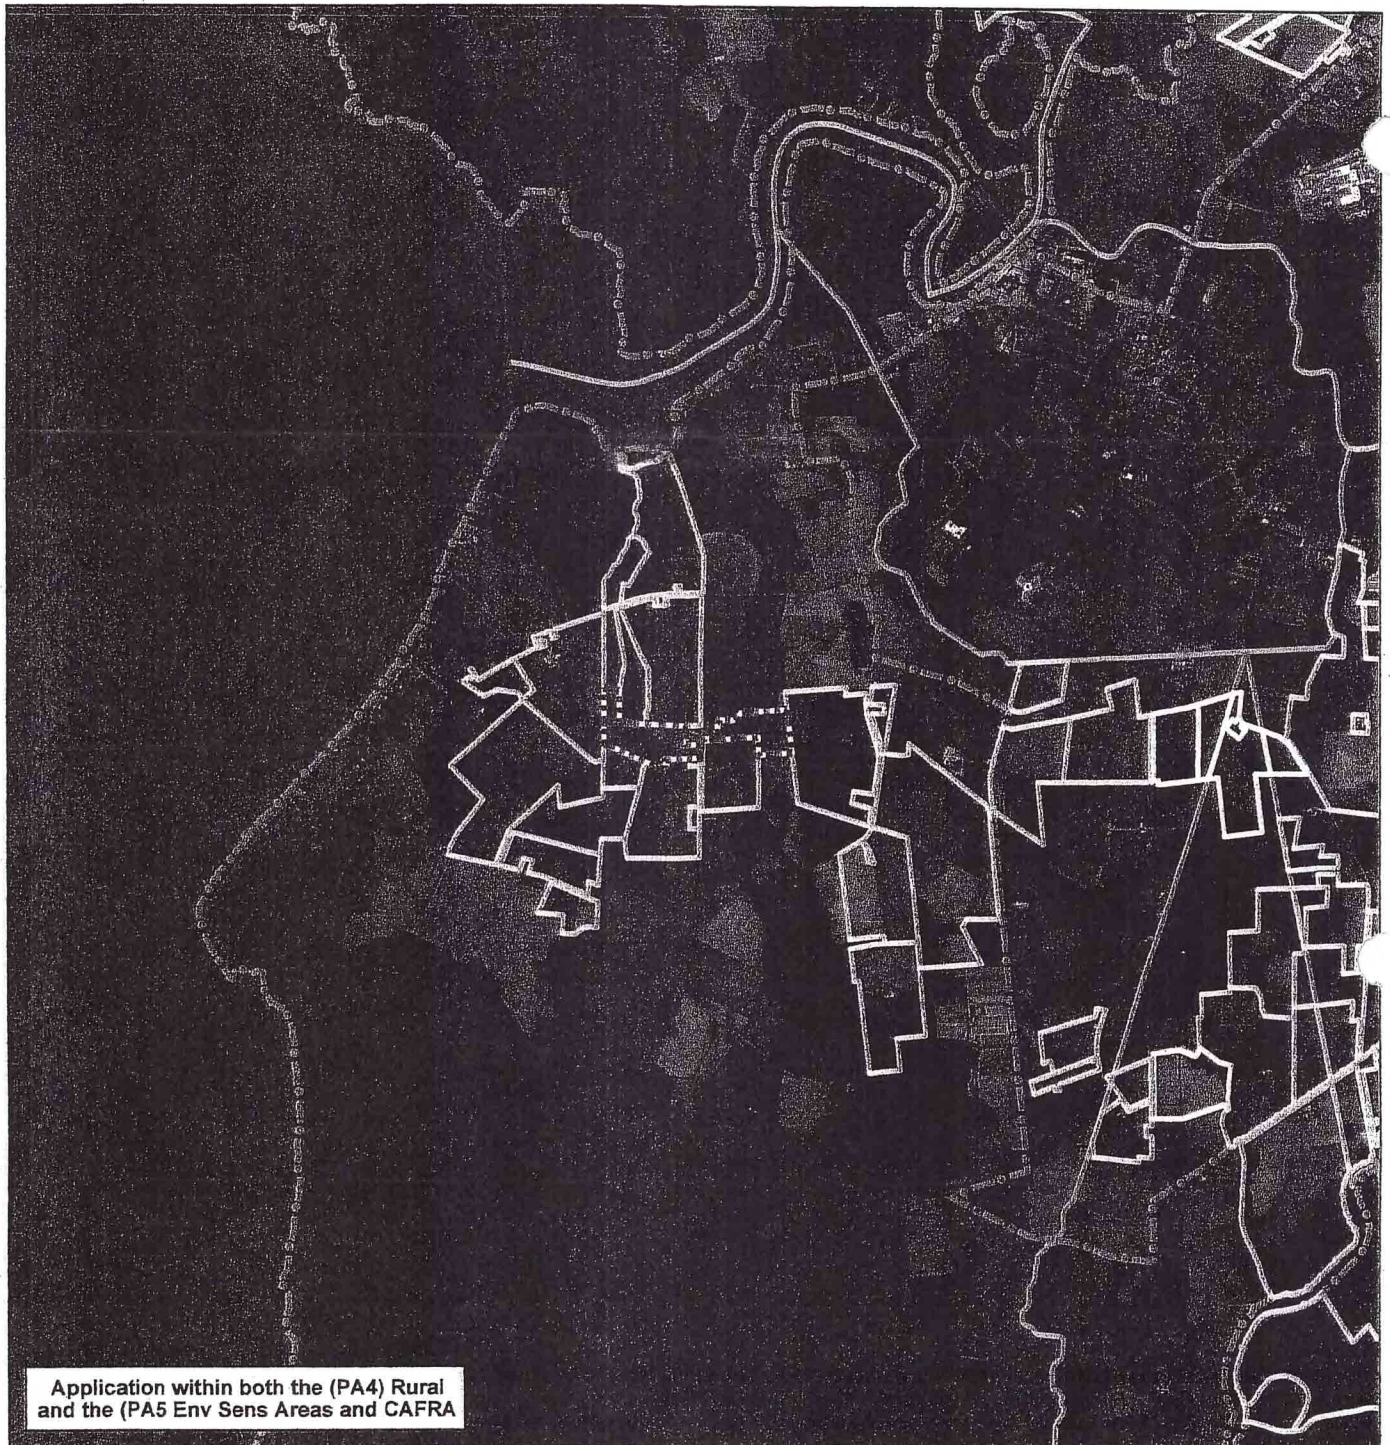 Application within both the (PA4) Rural
and the (PA5 Env Sens Areas and CAFRA